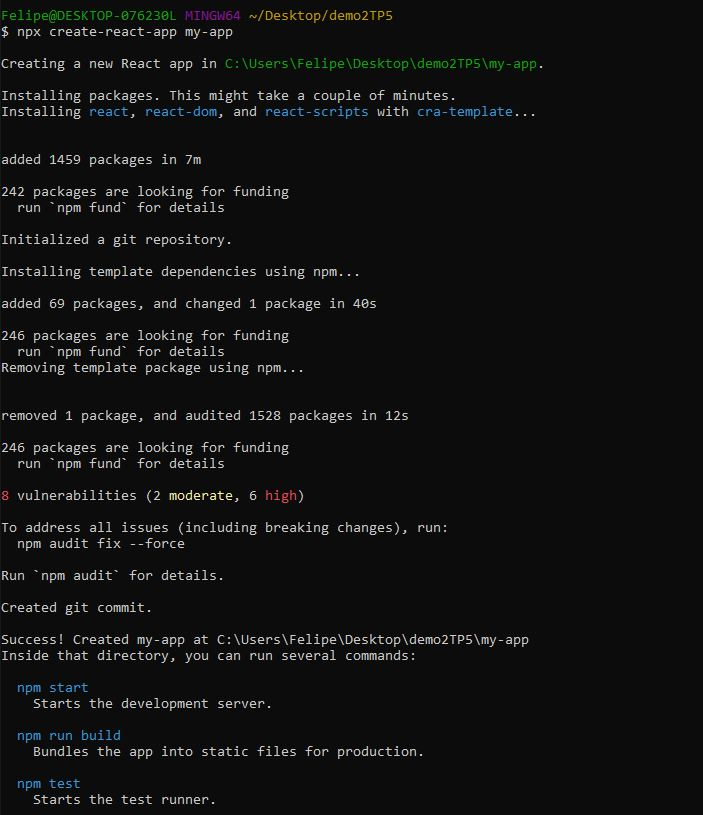 Felipe@DESKTOP-076230L MINGW64 ~/Desktop/demo2TP5
$ npx create-react-app my-app
Creating a new React app in C:\Users\Felipe\Desktop\demo2TP5\my-app.
Installing packages. This might take a couple of minutes.
Installing react, react-dom, and react-scripts with cra-template...
added 1459 packages in 7m
242 packages are looking for funding
  run `npm fund` for details
Initialized a git repository.
Installing template dependencies using npm...
added 69 packages, and changed 1 package in 40s
246 packages are looking for funding
  run `npm fund` for details
Removing template package using npm...
removed 1 package, and audited 1528 packages in 12s
246 packages are looking for funding
  run `npm fund` for details
8 vulnerabilities (2 moderate, 6 high)
To address all issues (including breaking changes), run:
  npm audit fix --force
Run `npm audit` for details.
Created git commit.
Success! Created my-app at C:\Users\Felipe\Desktop\demo2TP5\my-app
Inside that directory, you can run several commands:
  npm start
    Starts the development server.
  npm run build
    Bundles the app into static files for production.
  npm test
    Starts the test runner.